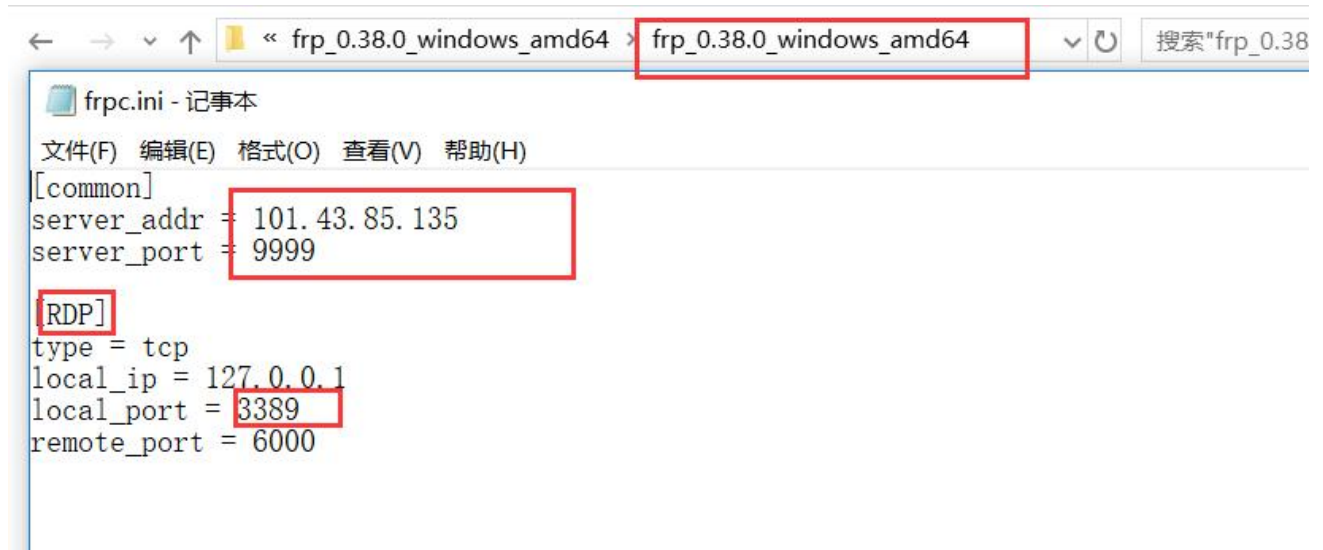 « frp_0.38.0_windows_amd64 > frp_0.38.0_windows_amd64 搜索"frp_0.38
frpc.ini - 记事本
文件(F) 编辑(E) 格式(O) 查看(V) 帮助(H)
[common]
server_addr = 101.43.85.135
server_port = 9999
[RDP]
type = tcp
local_ip = 127.0.0.1
local_port = 3389
remote_port = 6000